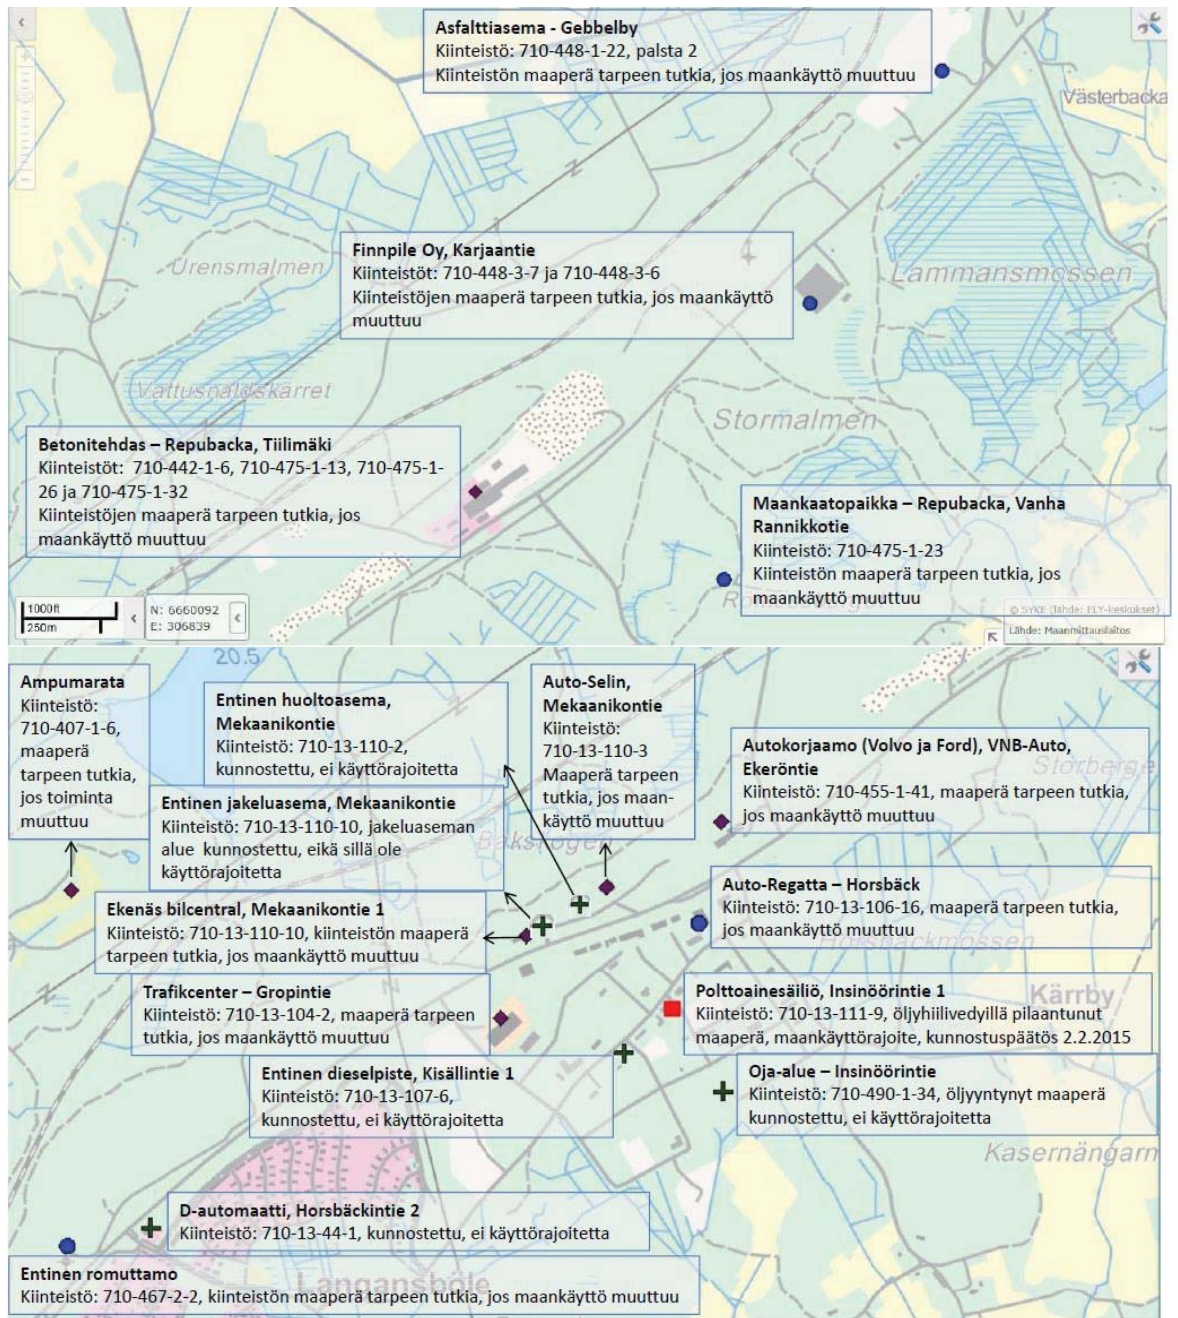 Asfalttiasema - Gebbelby
Kiinteistö: 710-448-1-22, palsta 2
Kiinteistön maaperä tarpeen tutkia, jos maankäyttö muuttuu
Västerbacka
Finnpile Oy, Karjaantie
Kiinteistöt: 710-448-3-7 ja 710-448-3-6
Kiinteistöjen maaperä tarpeen tutkia, jos maankäyttö
muuttuu
Urensmalmen
Lammansmossen
Vattusnaldskärret
Stormalmen
Betonitehdas – Repubacka, Tiilimäki
Kiinteistöt: 710-442-1-6, 710-475-1-13, 710-475-1-
26 ja 710-475-1-32
Kiinteistöjen maaperä tarpeen tutkia, jos
maankäyttö muuttuu
Maankaatopaikka – Repubacka, Vanha
Rannikkotie
Kiinteistö: 710-475-1-23
Kiinteistön maaperä tarpeen tutkia, jos
maankäyttö muuttuu
1000ft
250m
N: 6660092
E: 306839
© SYKE (lähde: ELY-keskukset)
Lähde: Maanmittauslaitos
20.5
Ampumarata
Kiinteistö:
710-407-1-6,
maaperä
tarpeen tutkia,
jos toiminta
muuttuu
Entinen huoltoasema,
Mekaanikontie
Kiinteistö: 710-13-110-2,
kunnostettu, ei käyttörajoitetta
Auto-Selin,
Mekaanikontie
Kiinteistö:
710-13-110-3
Maaperä tarpeen
tutkia, jos maan-
käyttö muuttuu
Autokorjaamo (Volvo ja Ford), VNB-Auto,
Ekeröntie
Kiinteistö: 710-455-1-41, maaperä tarpeen tutkia,
jos maankäyttö muuttuu
Storberge
Entinen jakeluasema, Mekaanikontie
Kiinteistö: 710-13-110-10, jakeluaseman
alue kunnostettu, eikä sillä ole
käyttörajoitetta
Auto-Regatta – Horsbäck
Kiinteistö: 710-13-106-16, maaperä tarpeen tutkia,
jos maankäyttö muuttuu
Horsbäckmossen
Ekenäs bilcentral, Mekaanikontie 1
Kiinteistö: 710-13-110-10, kiinteistön maaperä
tarpeen tutkia, jos maankäyttö muuttuu
Trafikcenter – Gropintie
Kiinteistö: 710-13-104-2, maaperä tarpeen
tutkia, jos maankäyttö muuttuu
Polttoainesäiliö, Insinöörintie 1
Kiinteistö: 710-13-111-9, öljyhiilivedyillä pilaantunut
maaperä, maankäyttörajoite, kunnostuspäätös 2.2.2015
Kärrby
Entinen dieselpiste, Kisällintie 1
Kiinteistö: 710-13-107-6,
kunnostettu, ei käyttörajoitetta
Oja-alue – Insinöörintie
Kiinteistö: 710-490-1-34, öljyyntynyt maaperä
kunnostettu, ei käyttörajoitetta
Kasernängarn
D-automaatti, Horsbäckintie 2
Kiinteistö: 710-13-44-1, kunnostettu, ei käyttörajoitetta
Entinen romuttamo
Kiinteistö: 710-467-2-2, kiinteistön maaperä tarpeen tutkia, jos maankäyttö muuttuu
Langansböle